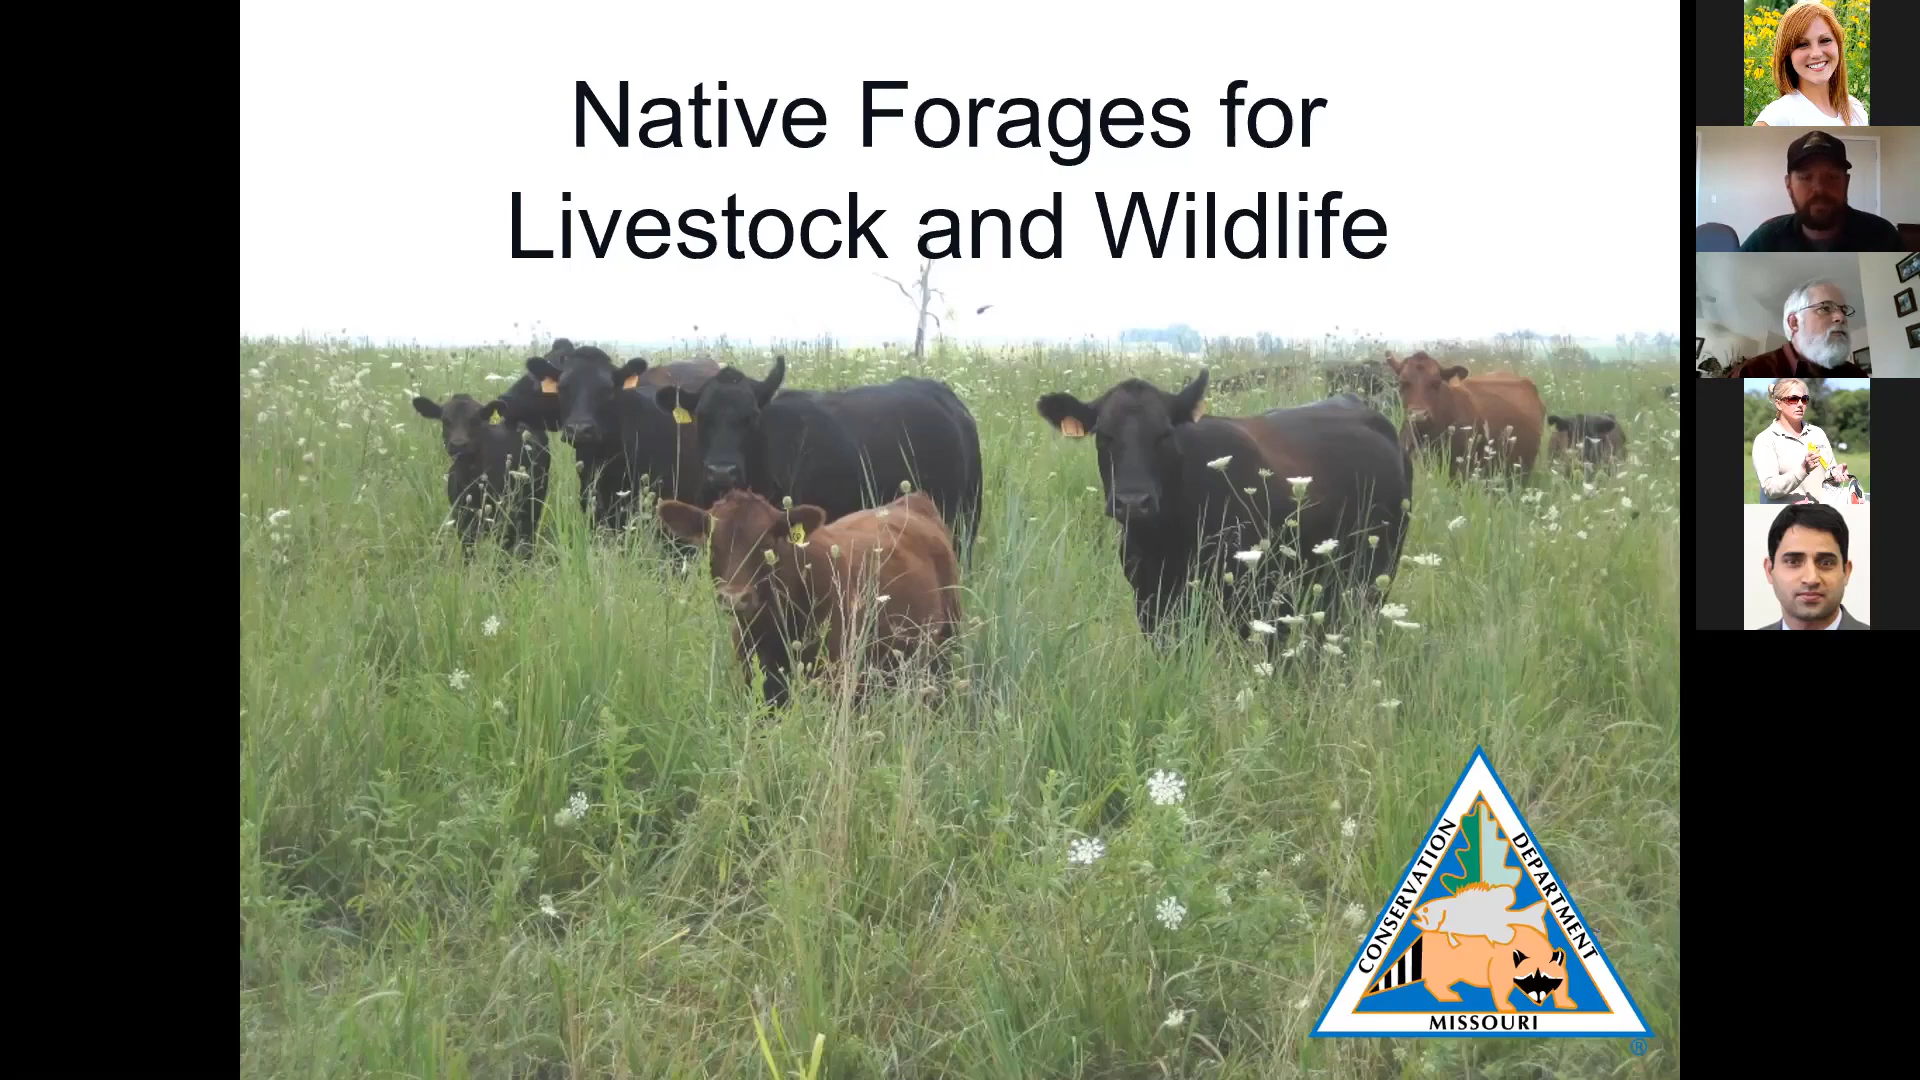 Native Forages for
Livestock and Wildlife
CONSERVATION
DEPARTMENT
MISSOURI
®